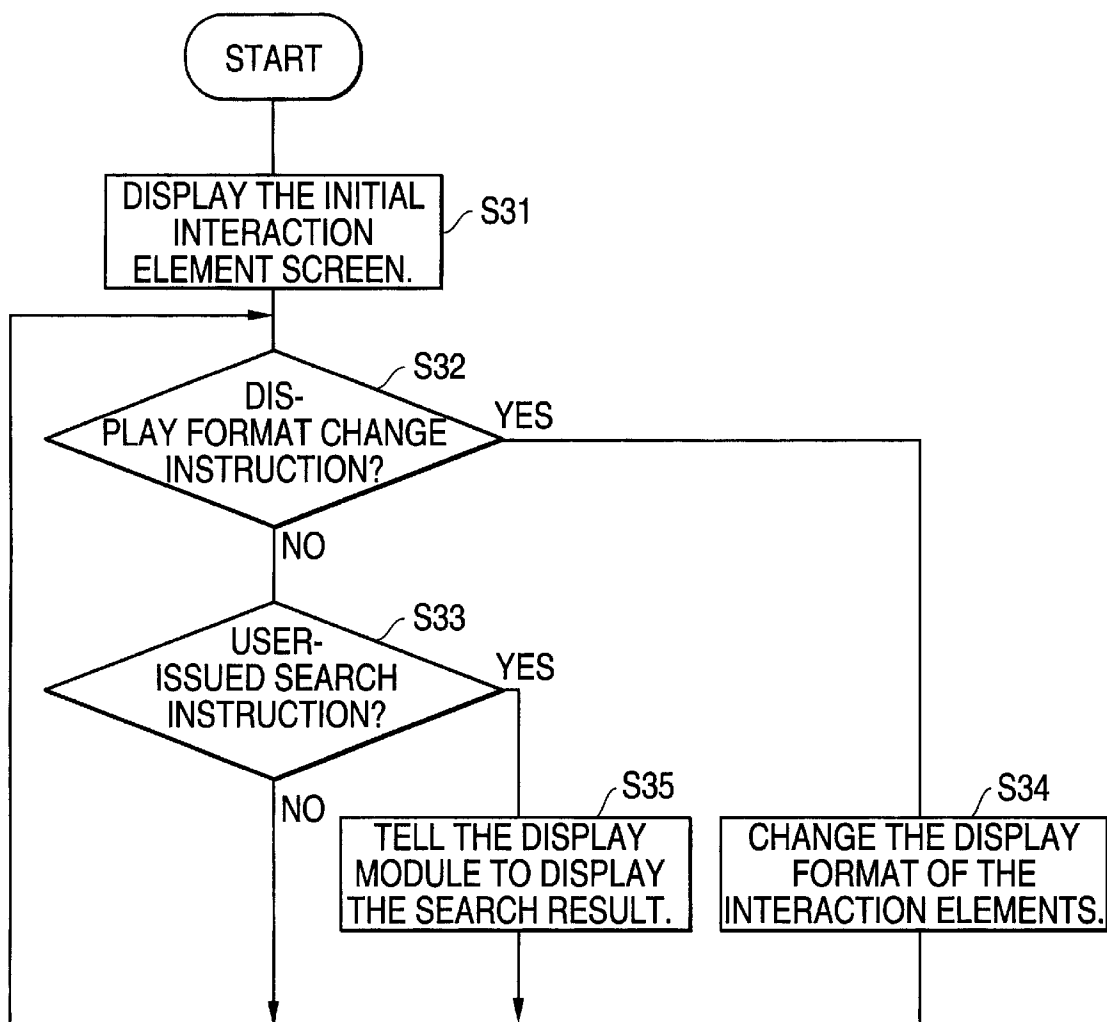 START
DISPLAY THE INITIAL
INTERACTION
ELEMENT SCREEN.
S31
S32
DIS-
PLAY FORMAT CHANGE
INSTRUCTION?
YES
NO
S33
USER-
ISSUED SEARCH
INSTRUCTION?
YES
NO
S35
TELL THE DISPLAY
MODULE TO DISPLAY
THE SEARCH RESULT.
S34
CHANGE THE DISPLAY
FORMAT OF THE
INTERACTION ELEMENTS.